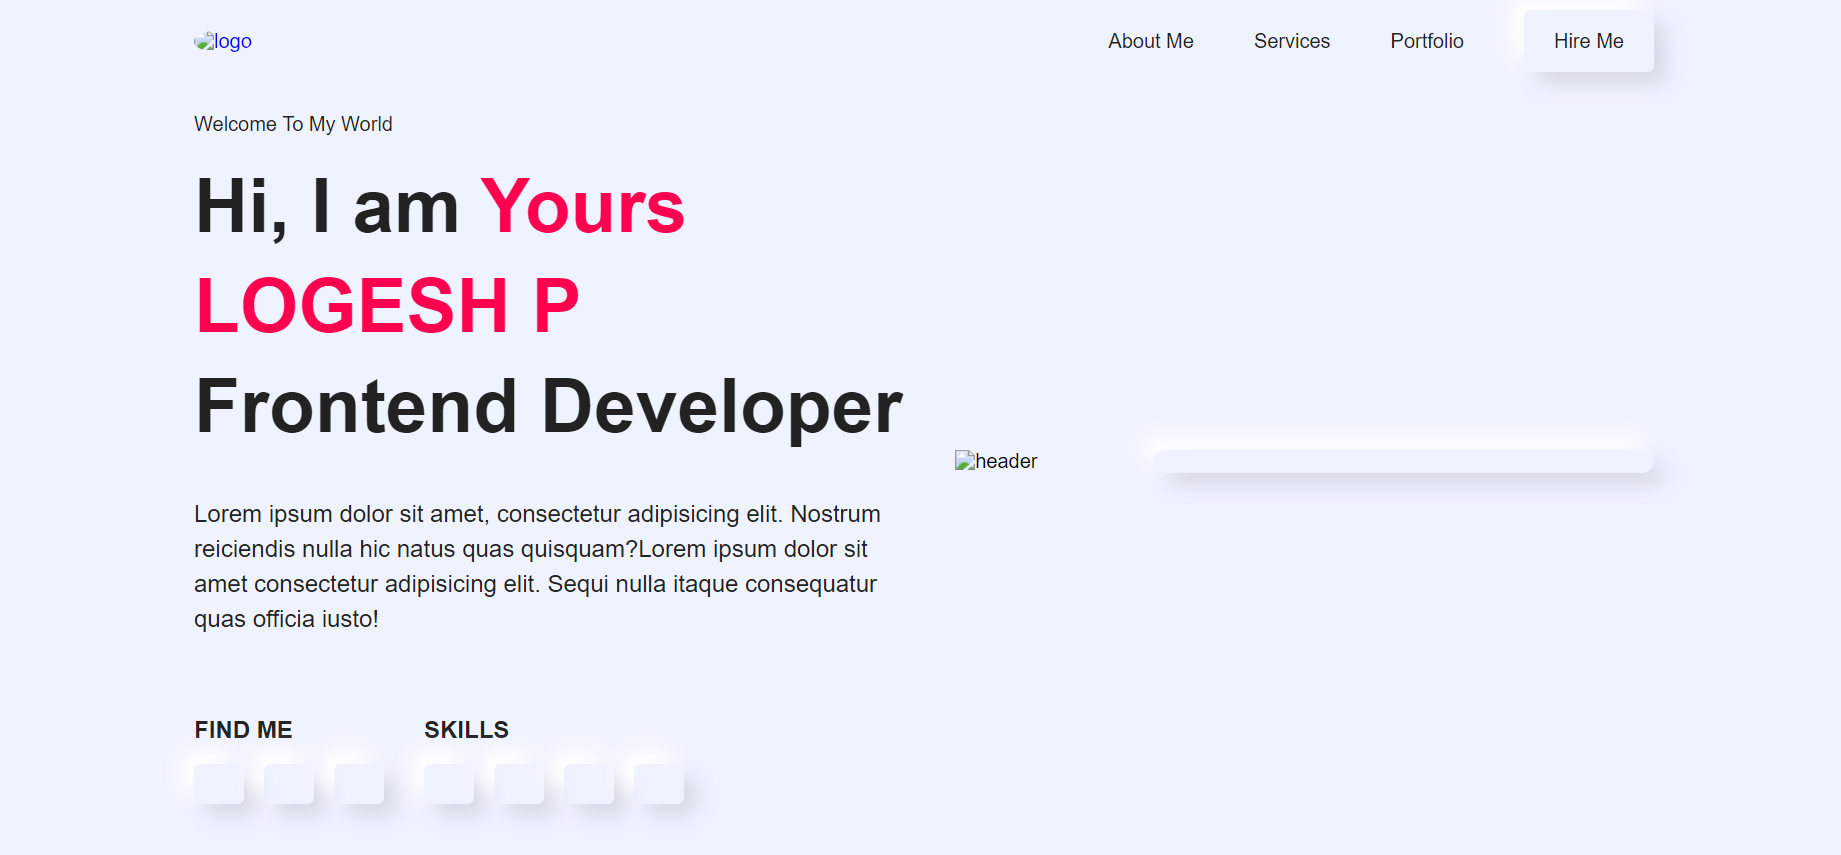 logo
About Me
Services
Portfolio
Hire Me
Welcome To My World
Hi, I am Yours
LOGESH P
Frontend Developer
header
Lorem ipsum dolor sit amet, consectetur adipisicing elit. Nostrum
reiciendis nulla hic natus quas quisquam?Lorem ipsum dolor sit
amet consectetur adipisicing elit. Sequi nulla itaque consequatur
quas officia iusto!
FIND ME
SKILLS